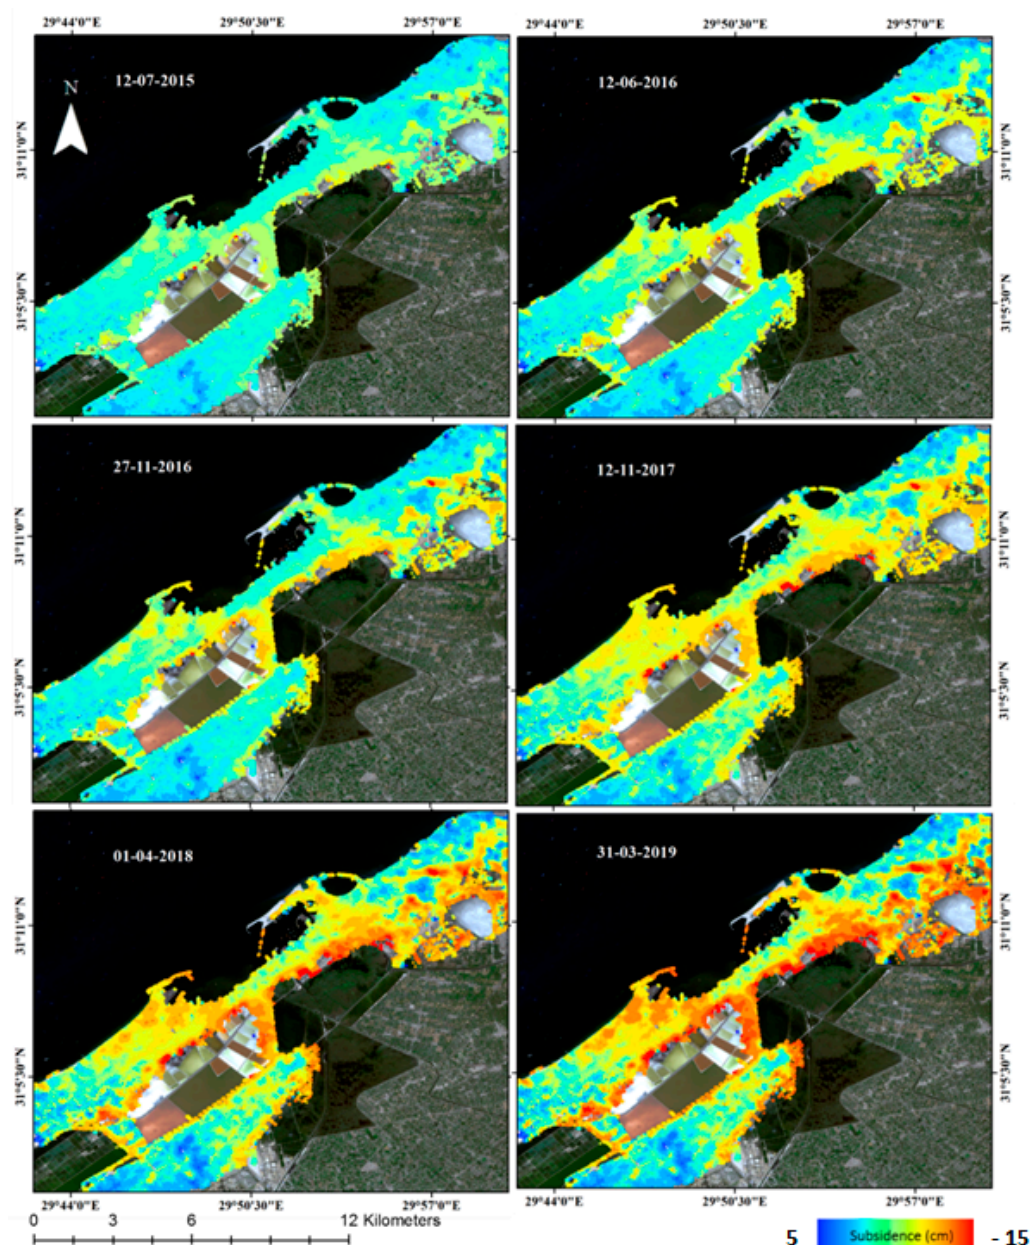 29°44'0"E 29°50'30"E 29°57'0"E 29°44'0"E 29°50'30"E 29°57'0"E
12-07-2015 12-06-2016
N
31°11'0"N 31°11'0"N
31°5'30"N 31°5'30"N
27-11-2016 12-11-2017
31°11'0"N 31°11'0"N
31°5'30"N 31°5'30"N
01-04-2018 31-03-2019
31°11'0"N 31°11'0"N
31°5'30"N 31°5'30"N
29°44'0"E 29°50'30"E 29°57'0"E 29°44'0"E 29°50'30"E 29°57'0"E
0 3 6 12 Kilometers
5 Subsidence (cm) - 15